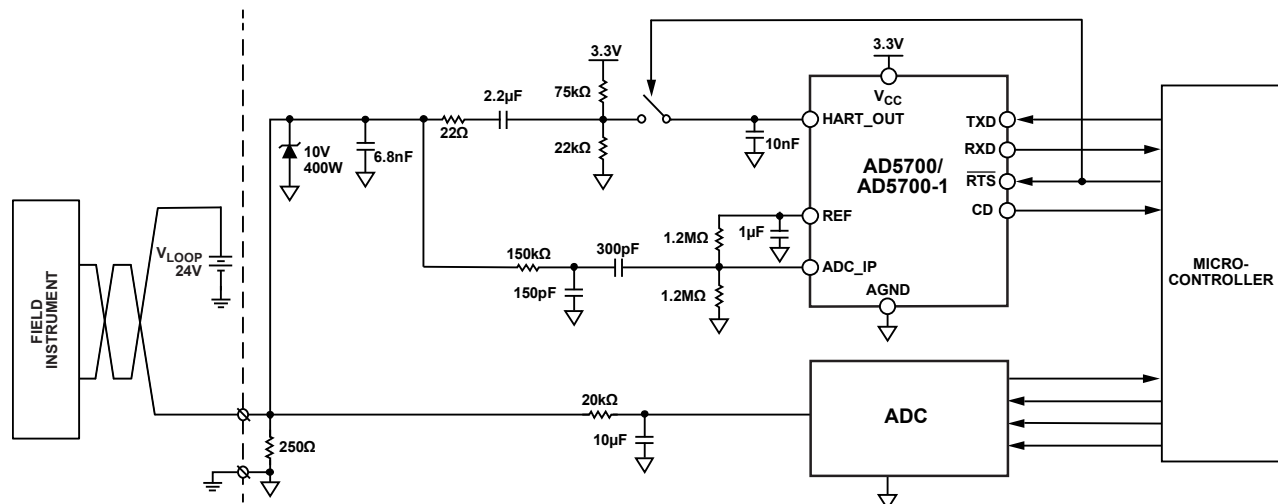 3.3V
3.3V
75kΩ
2.2µF
22Ω
22kΩ
10V
400W
6.8nF
10nF
HART_OUT
V_CC
TXD
RXD
RTS
CD
AD5700/
AD5700-1
REF
1µF
1.2MΩ
150kΩ
300pF
150pF
1.2MΩ
ADC_IP
AGND
MICRO-
CONTROLLER
FIELD
INSTRUMENT
V_LOOP
24V
20kΩ
10µF
ADC
250Ω